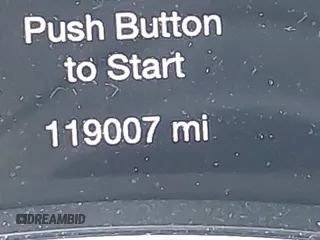 Push Button
to Start
119007 mi
DREAMBID